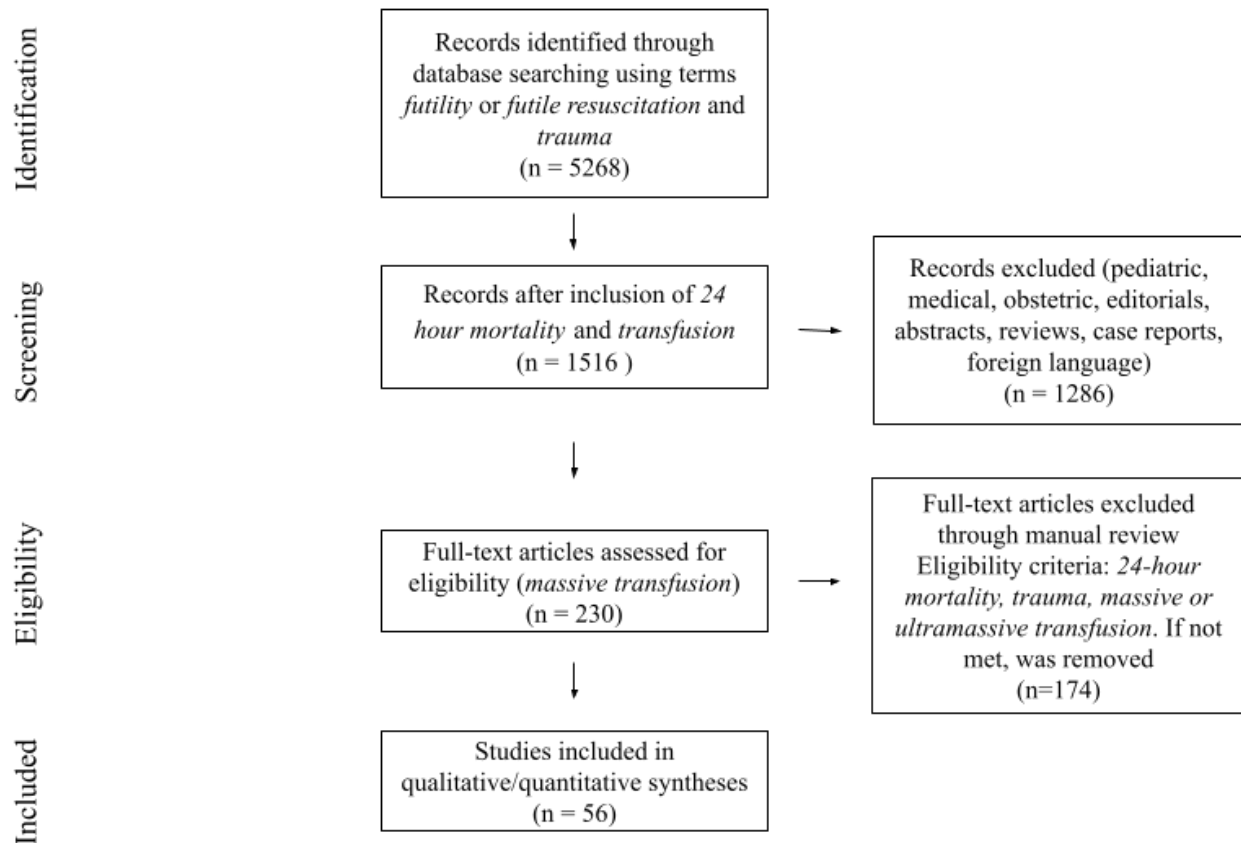 Identification
Records identified through
database searching using terms
futility or futile resuscitation and
trauma
(n = 5268)
Screening
Records after inclusion of 24
hour mortality and transfusion
(n = 1516 )
Records excluded (pediatric,
medical, obstetric, editorials,
abstracts, reviews, case reports,
foreign language)
(n = 1286)
Eligibility
Full-text articles assessed for
eligibility (massive transfusion)
(n = 230)
Full-text articles excluded
through manual review
Eligibility criteria: 24-hour
mortality, trauma, massive or
ultramassive transfusion. If not
met, was removed
(n=174)
Included
Studies included in
qualitative/quantitative syntheses
(n = 56)